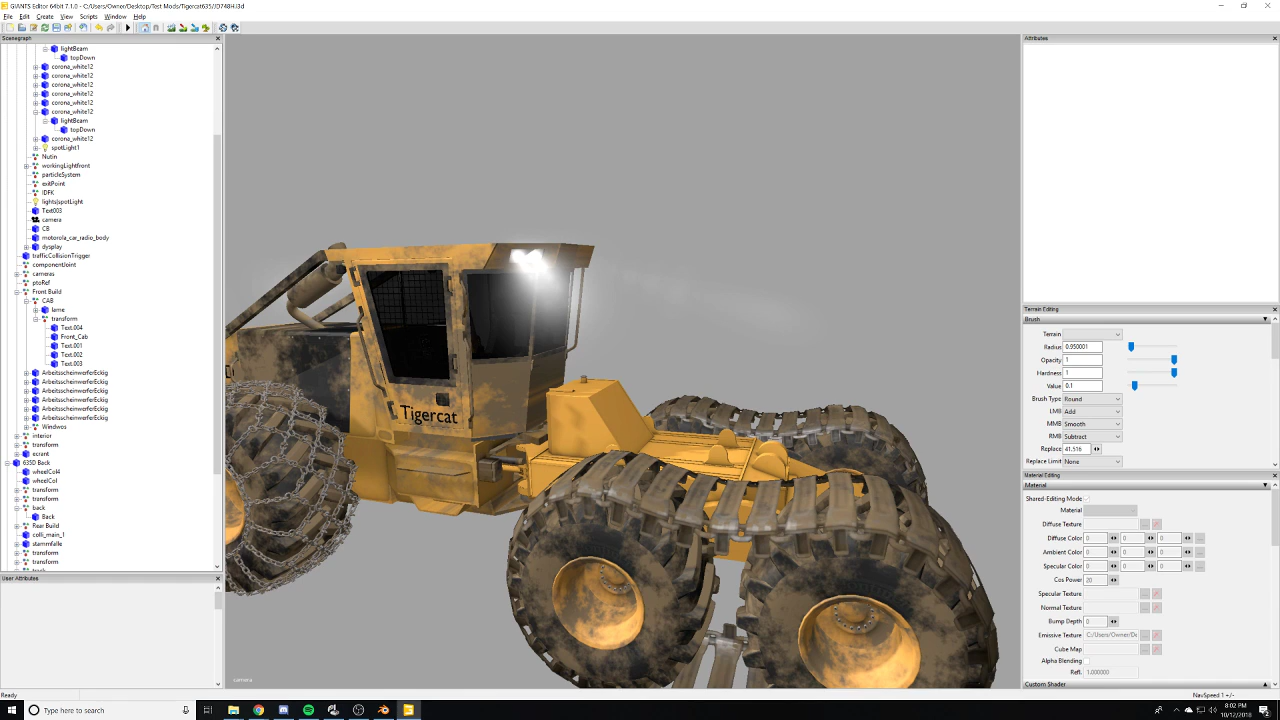 GIANTS Editor 64bit 7.1.0 - C:/Users/Owner/Desktop/Test Mods/Tigercat635//D748H.i3d
File Edit Create View Scripts Window Help
Scenegraph
lightBeam
topDown
corona_white12
corona_white12
corona_white12
corona_white12
corona_white12
corona_white12
lightBeam
topDown
corona_white12
spotLight1
Nutin
workingLightfront
particleSystem
exitPoint
IDFK
lights|spotLight
Text003
camera
CB
motorola_car_radio_body
dysplay
trafficCollisionTrigger
componentJoint
cameras
ptoRef
Front Build
CAB
lame
transform
Text.004
Front_Cab
Text.001
Text.002
Text.003
ArbeitsscheinwerferEckig
ArbeitsscheinwerferEckig
ArbeitsscheinwerferEckig
ArbeitsscheinwerferEckig
ArbeitsscheinwerferEckig
ArbeitsscheinwerferEckig
Windwos
interior
transform
ecrant
635D Back
wheelCol4
wheelCol
transform
transform
back
Back
Rear Build
colli_main_1
stammfalle
transform
transform
User Attributes
Tigercat
camera
Attributes
Terrain Editing
Brush
Terrain
Radius 0.950001
Opacity 1
Hardness 1
Value 0.1
Brush Type Round
LMB Add
MMB Smooth
RMB Subtract
Replace 41.516
Replace Limit None
Material Editing
Material
Shared-Editing Mode
Material
Diffuse Texture
Diffuse Color 0 0 0
Ambient Color 0 0 0
Specular Color 0 0 0
Cos Power 20
Specular Texture
Normal Texture
Bump Depth 0
Emissive Texture C:/Users/Owner/De
Cube Map
Alpha Blending
Refl. 1.000000
Custom Shader
Ready
NavSpeed 1 +/-
Type here to search
8:02 PM
10/12/2018